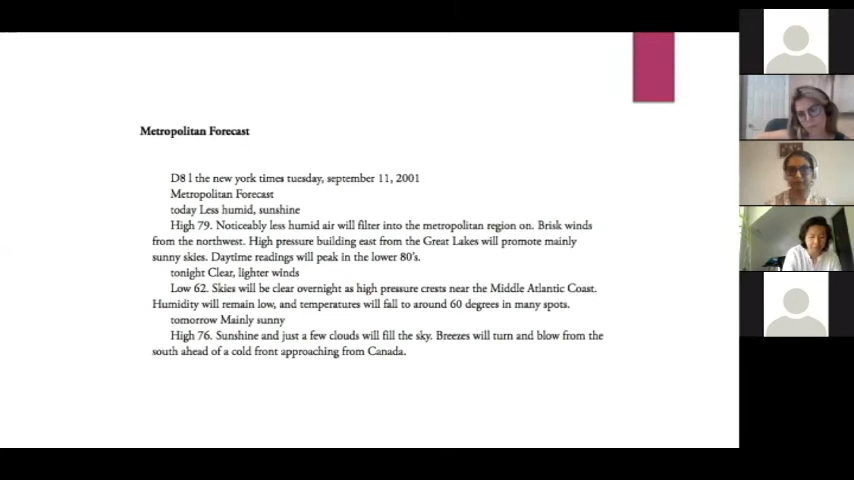 Metropolitan Forecast
D8 l the new york times tuesday, september 11, 2001
Metropolitan Forecast
today Less humid, sunshine
High 79. Noticeably less humid air will filter into the metropolitan region on. Brisk winds
from the northwest. High pressure building east from the Great Lakes will promote mainly
sunny skies. Daytime readings will peak in the lower 80's.
tonight Clear, lighter winds
Low 62. Skies will be clear overnight as high pressure crests near the Middle Atlantic Coast.
Humidity will remain low, and temperatures will fall to around 60 degrees in many spots.
tomorrow Mainly sunny
High 76. Sunshine and just a few clouds will fill the sky. Breezes will turn and blow from the
south ahead of a cold front approaching from Canada.